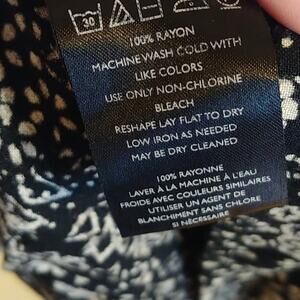 30
100% RAYON
MACHINE WASH COLD WITH
LIKE COLORS
USE ONLY NON-CHLORINE
BLEACH
RESHAPE LAY FLAT TO DRY
LOW IRON AS NEEDED
MAY BE DRY CLEANED
100% RAYONNE
LAVER À LA MACHINE À L'EAU
FROIDE AVEC COULEURS SIMILAIRES
UTILISER UN AGENT DE
BLANCHIMENT SANS CHLORE
SI NÉCESSAIRE